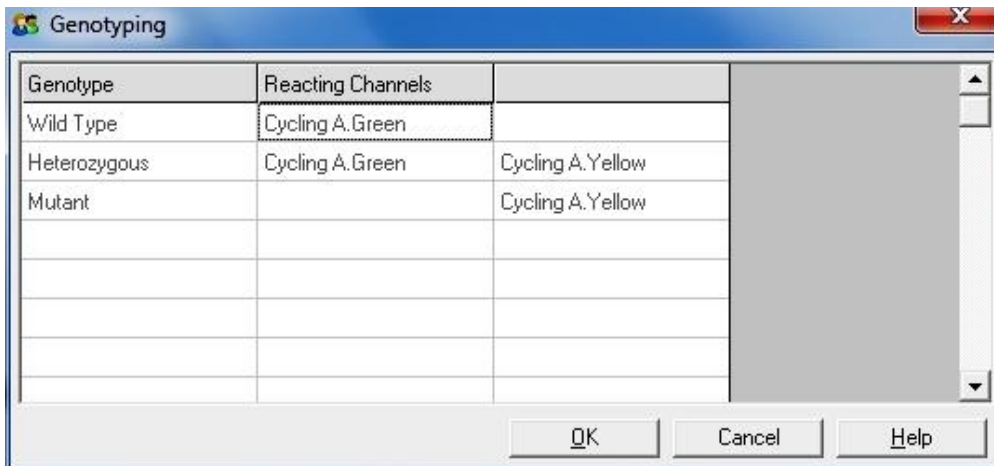 Genotyping
X
Genotype Reacting Channels
Wild Type Cycling A.Green
Heterozygous Cycling A.Green Cycling A.Yellow
Mutant Cycling A.Yellow
OK Cancel Help